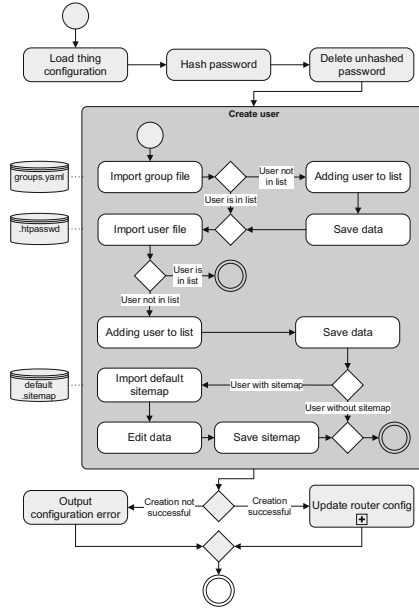 Load thing
configuration
Hash password
Delete unhashed
password
Create user
groups.yaml
Import group file
User not
in list
Adding user to list
User is in list
.htpasswd
Import user file
Save data
User is
in list
User not in list
Adding user to list
Save data
default
.sitemap
Import default
sitemap
User with sitemap
User without sitemap
Edit data
Save sitemap
Output
configuration error
Creation not
successful
Creation
successful
Update router config